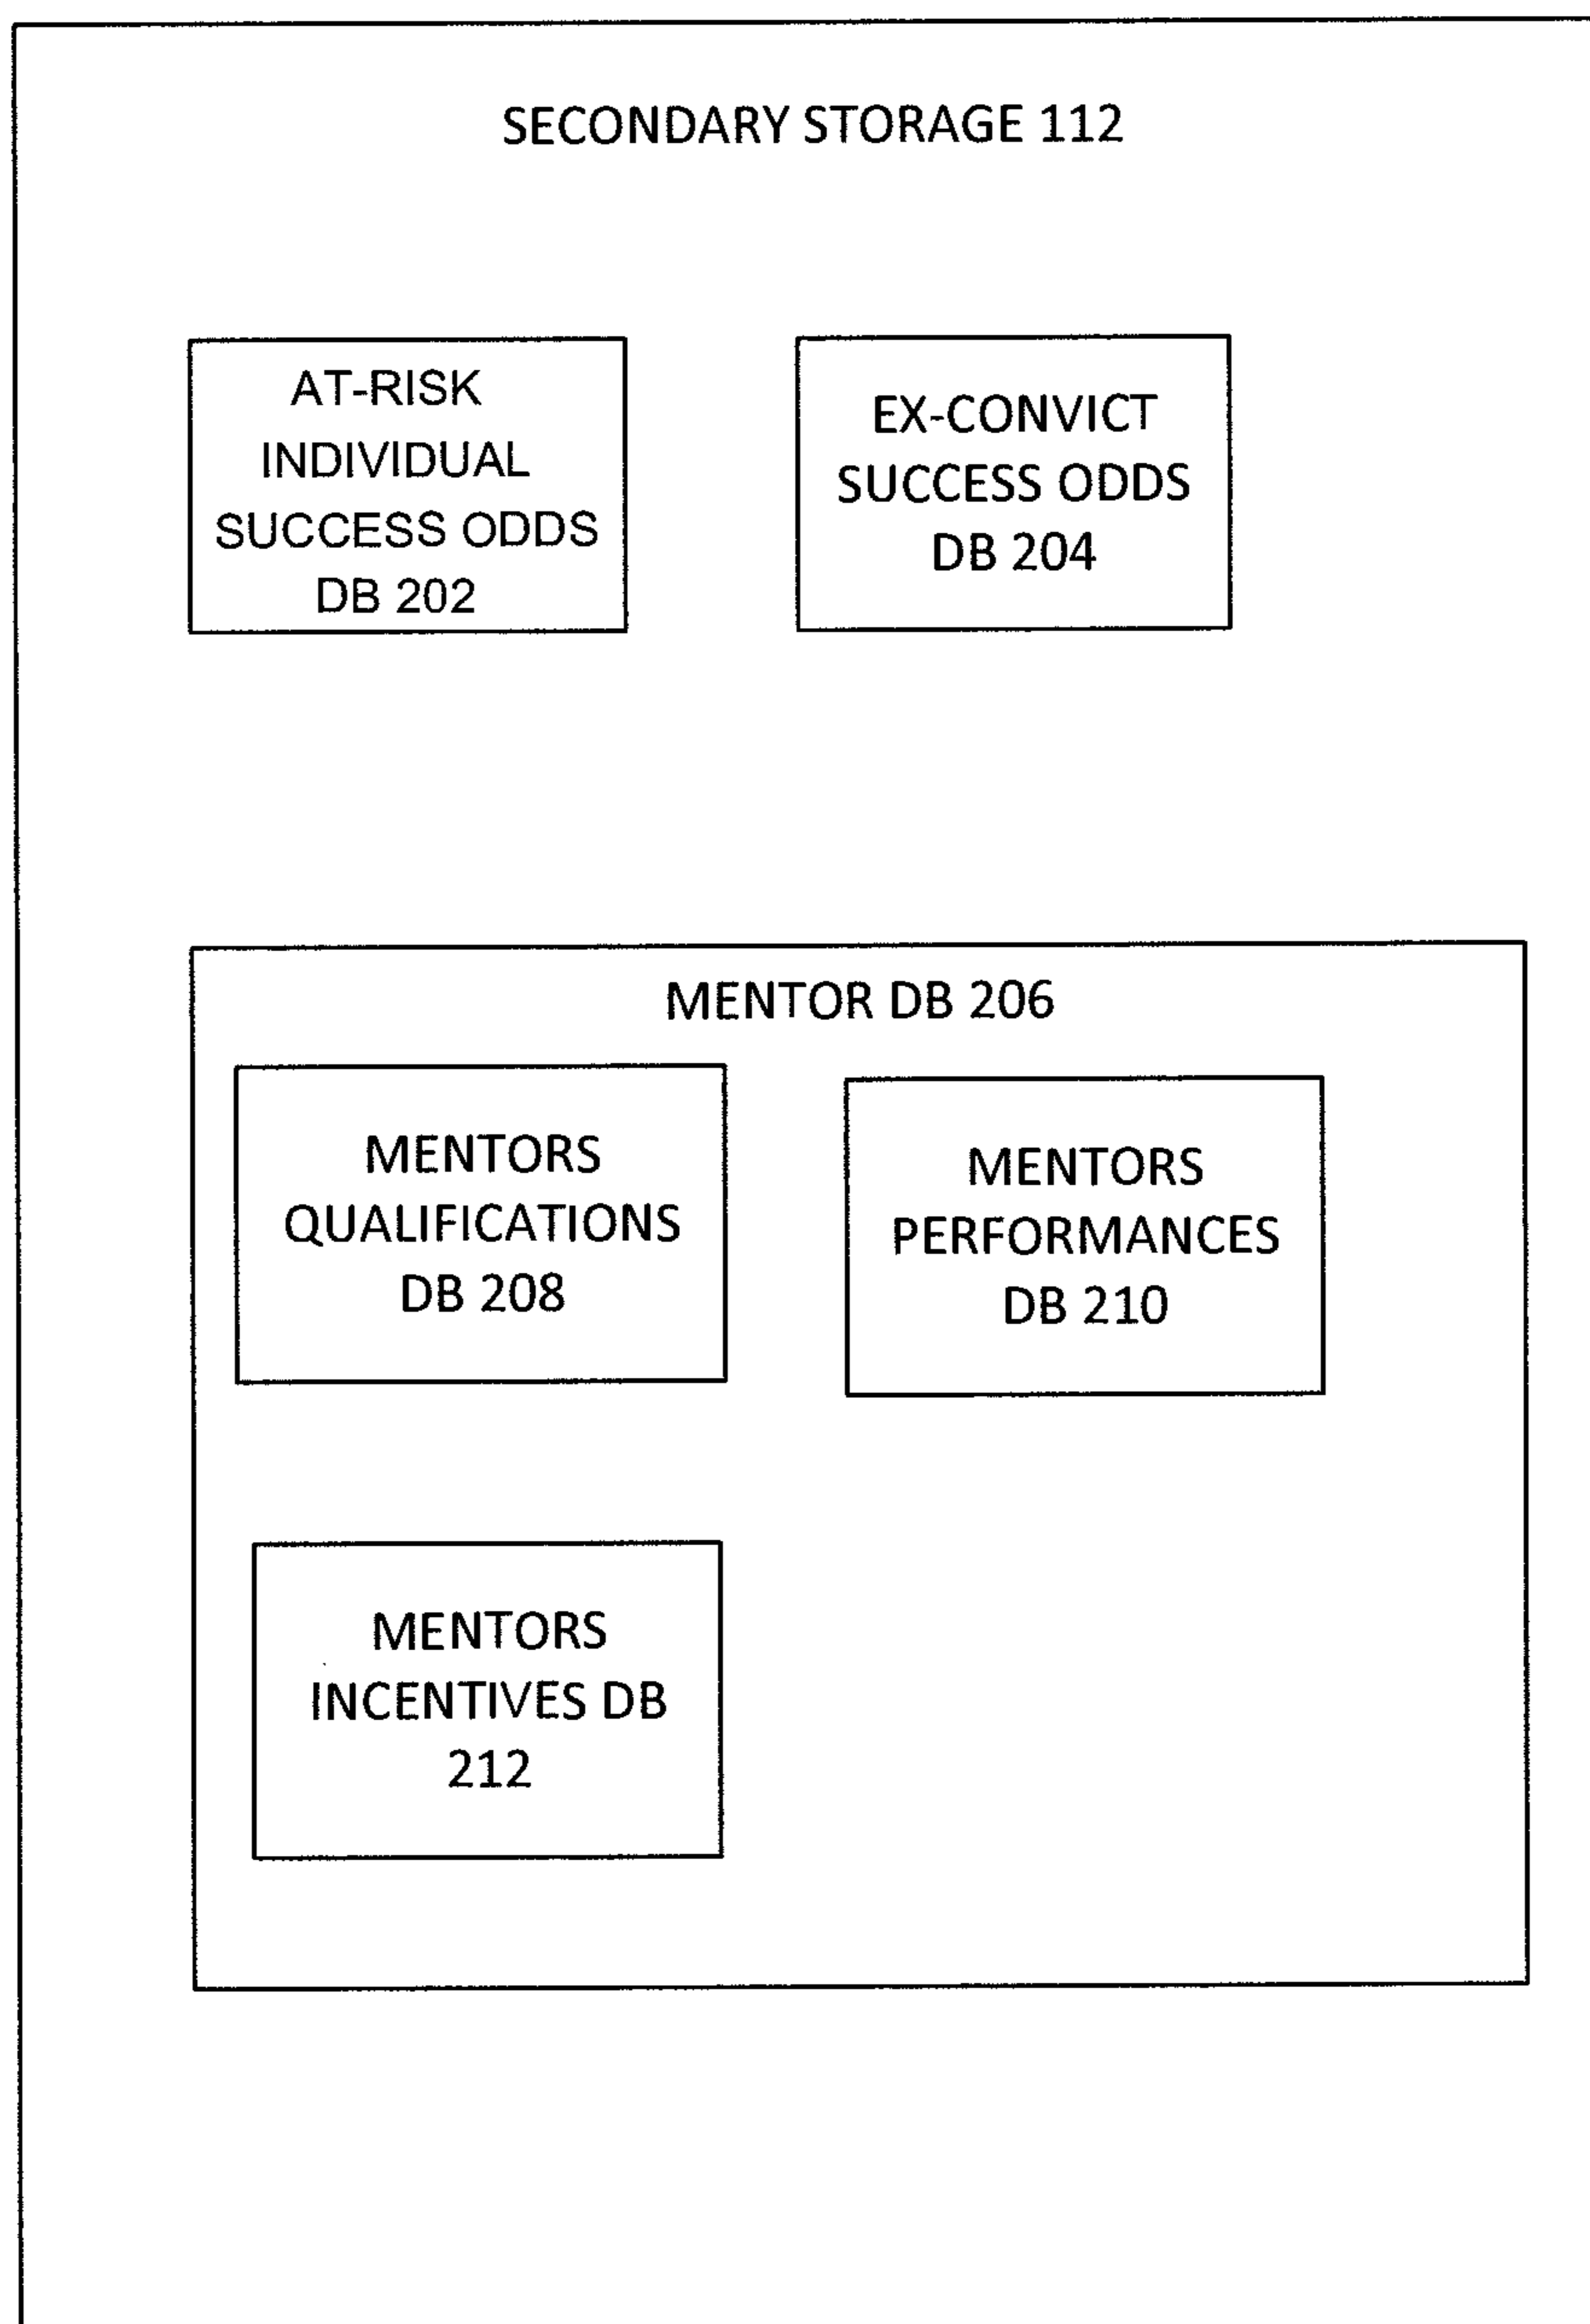 SECONDARY STORAGE 112
AT-RISK
INDIVIDUAL
SUCCESS ODDS
DB 202
EX-CONVICT
SUCCESS ODDS
DB 204
MENTOR DB 206
MENTORS
QUALIFICATIONS
DB 208
MENTORS
PERFORMANCES
DB 210
MENTORS
INCENTIVES DB
212